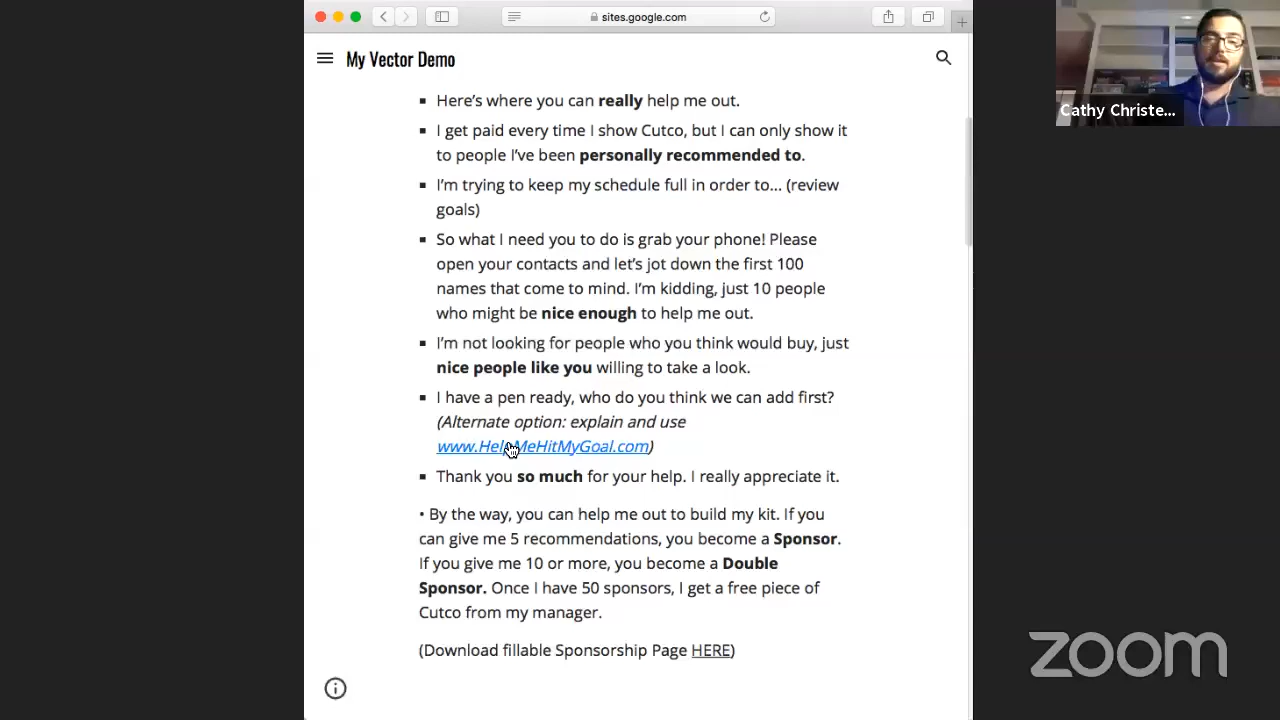 sites.google.com
My Vector Demo
Cathy Christe...
▪ Here's where you can really help me out.
▪ I get paid every time I show Cutco, but I can only show it
to people I've been personally recommended to.
▪ I'm trying to keep my schedule full in order to... (review
goals)
▪ So what I need you to do is grab your phone! Please
open your contacts and let's jot down the first 100
names that come to mind. I'm kidding, just 10 people
who might be nice enough to help me out.
▪ I'm not looking for people who you think would buy, just
nice people like you willing to take a look.
▪ I have a pen ready, who do you think we can add first?
(Alternate option: explain and use
www.HelpMeHitMyGoal.com)
▪ Thank you so much for your help. I really appreciate it.
• By the way, you can help me out to build my kit. If you
can give me 5 recommendations, you become a Sponsor.
If you give me 10 or more, you become a Double
Sponsor. Once I have 50 sponsors, I get a free piece of
Cutco from my manager.
(Download fillable Sponsorship Page HERE)
zoom